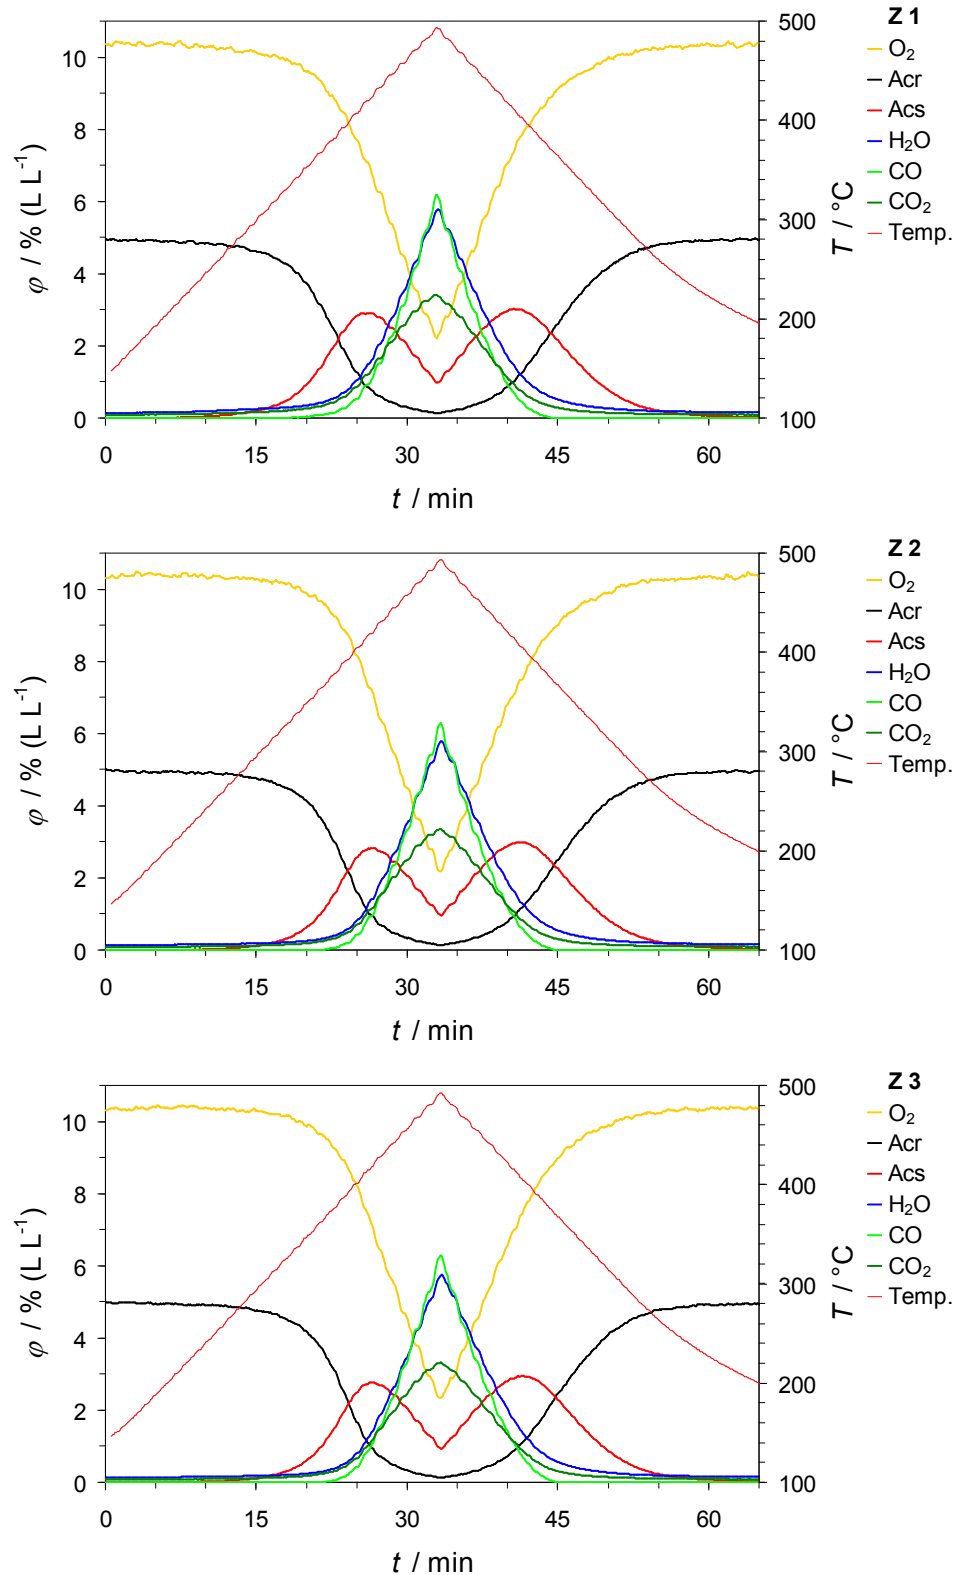 Z 1
O₂
Acr
Acs
H₂O
CO
CO₂
Temp.
φ / % (L L⁻¹)
10
8
6
4
2
0
500
400
300
200
100
T / °C
0 15 30 45 60
t / min
Z 2
O₂
Acr
Acs
H₂O
CO
CO₂
Temp.
φ / % (L L⁻¹)
10
8
6
4
2
0
500
400
300
200
100
T / °C
0 15 30 45 60
t / min
Z 3
O₂
Acr
Acs
H₂O
CO
CO₂
Temp.
φ / % (L L⁻¹)
10
8
6
4
2
0
500
400
300
200
100
T / °C
0 15 30 45 60
t / min